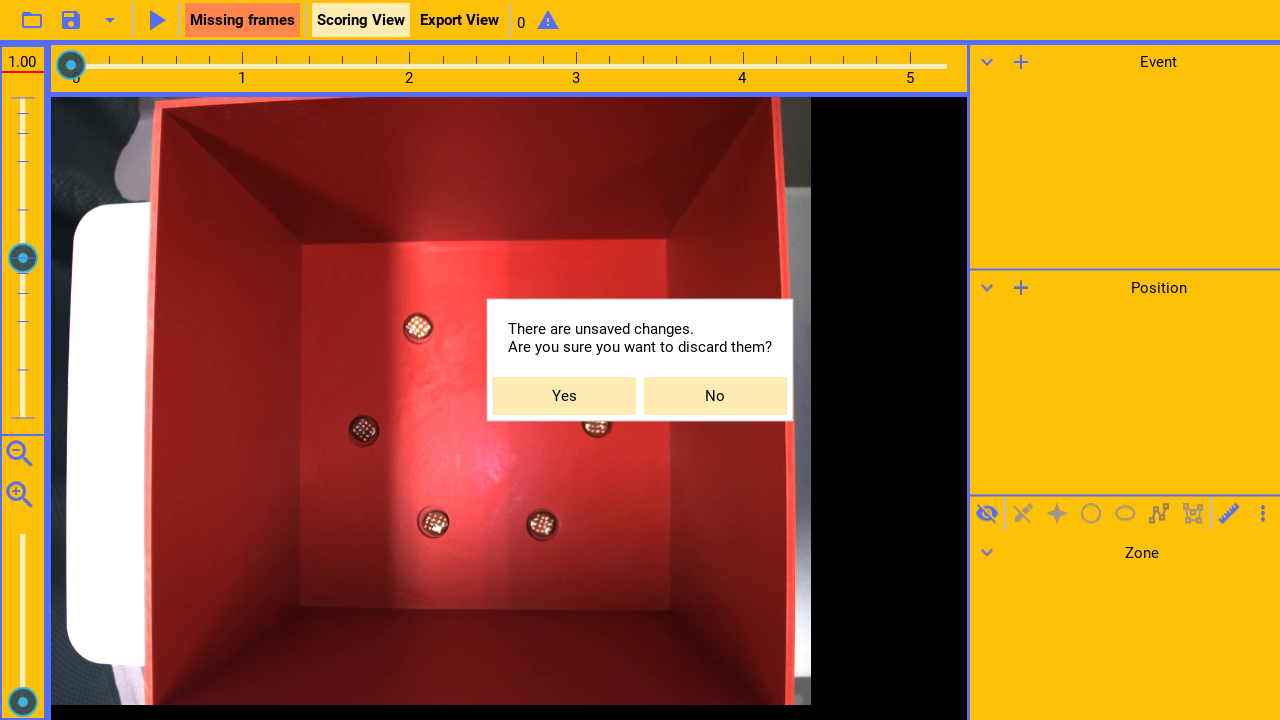 Missing frames
Scoring View
Export View
0
1.00
1 2 3 4 5
Event
Position
Zone
There are unsaved changes.
Are you sure you want to discard them?
Yes
No